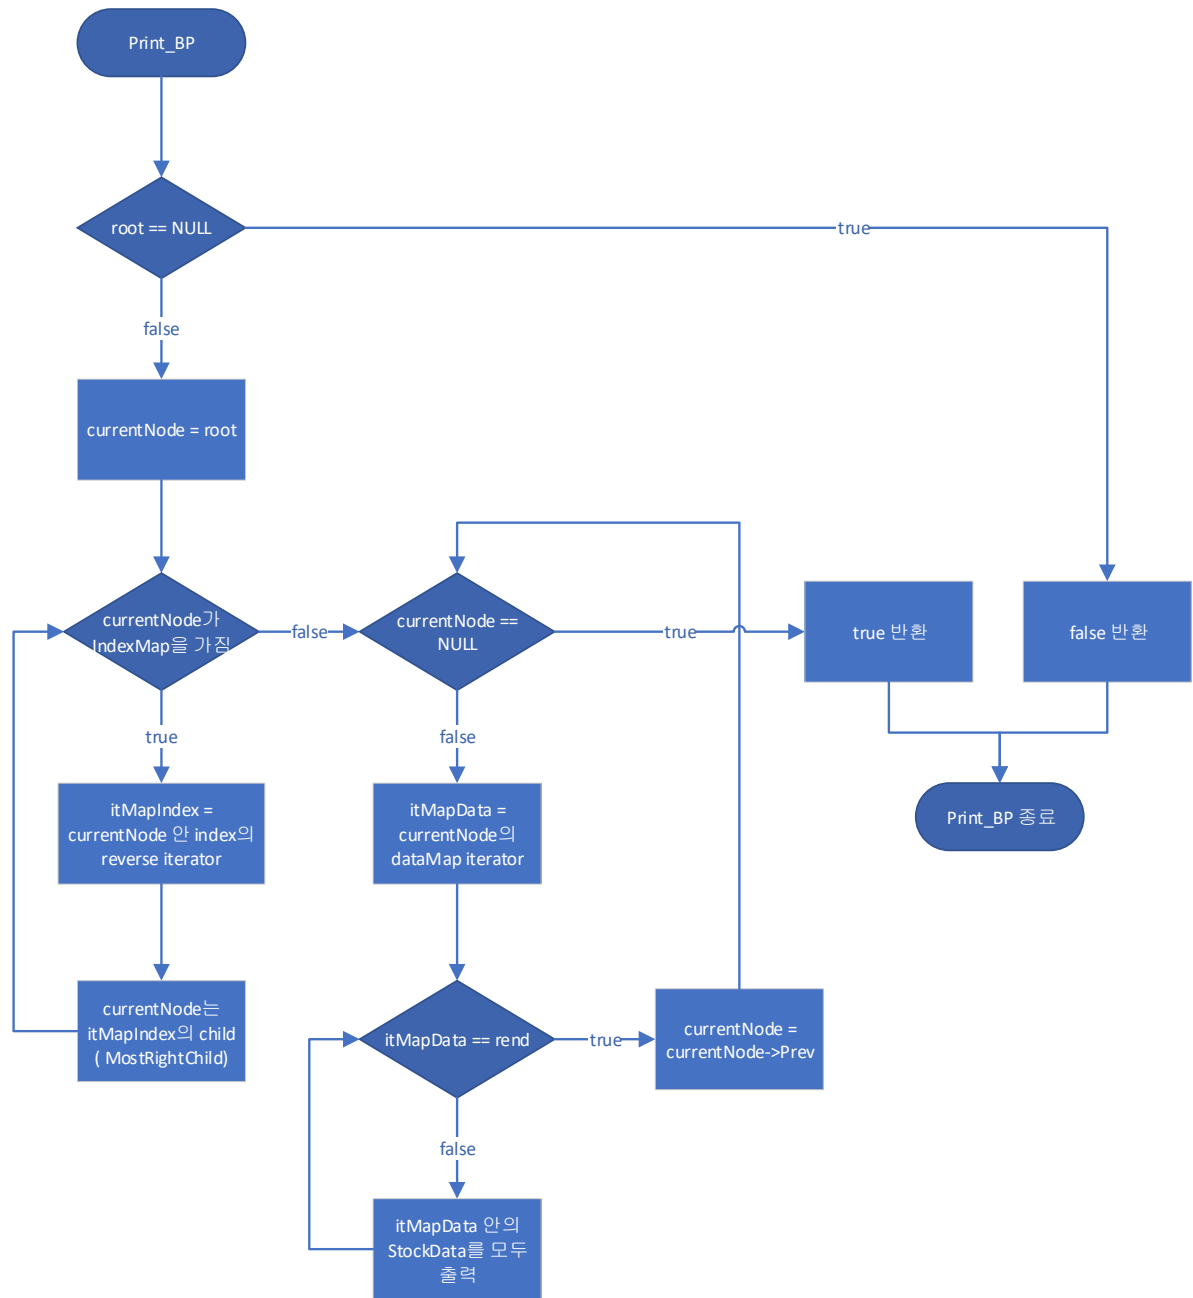 Print_BP
root == NULL
true
false
currentNode = root
currentNode가
IndexMap을 가짐
false
currentNode ==
NULL
true
true 반환
false 반환
true
false
itMapIndex =
currentNode 안 index의
reverse iterator
itMapData =
currentNode의
dataMap iterator
Print_BP 종료
currentNode는
itMapIndex의 child
( MostRightChild)
itMapData == rend
true
currentNode =
currentNode->Prev
false
itMapData 안의
StockData를 모두
출력